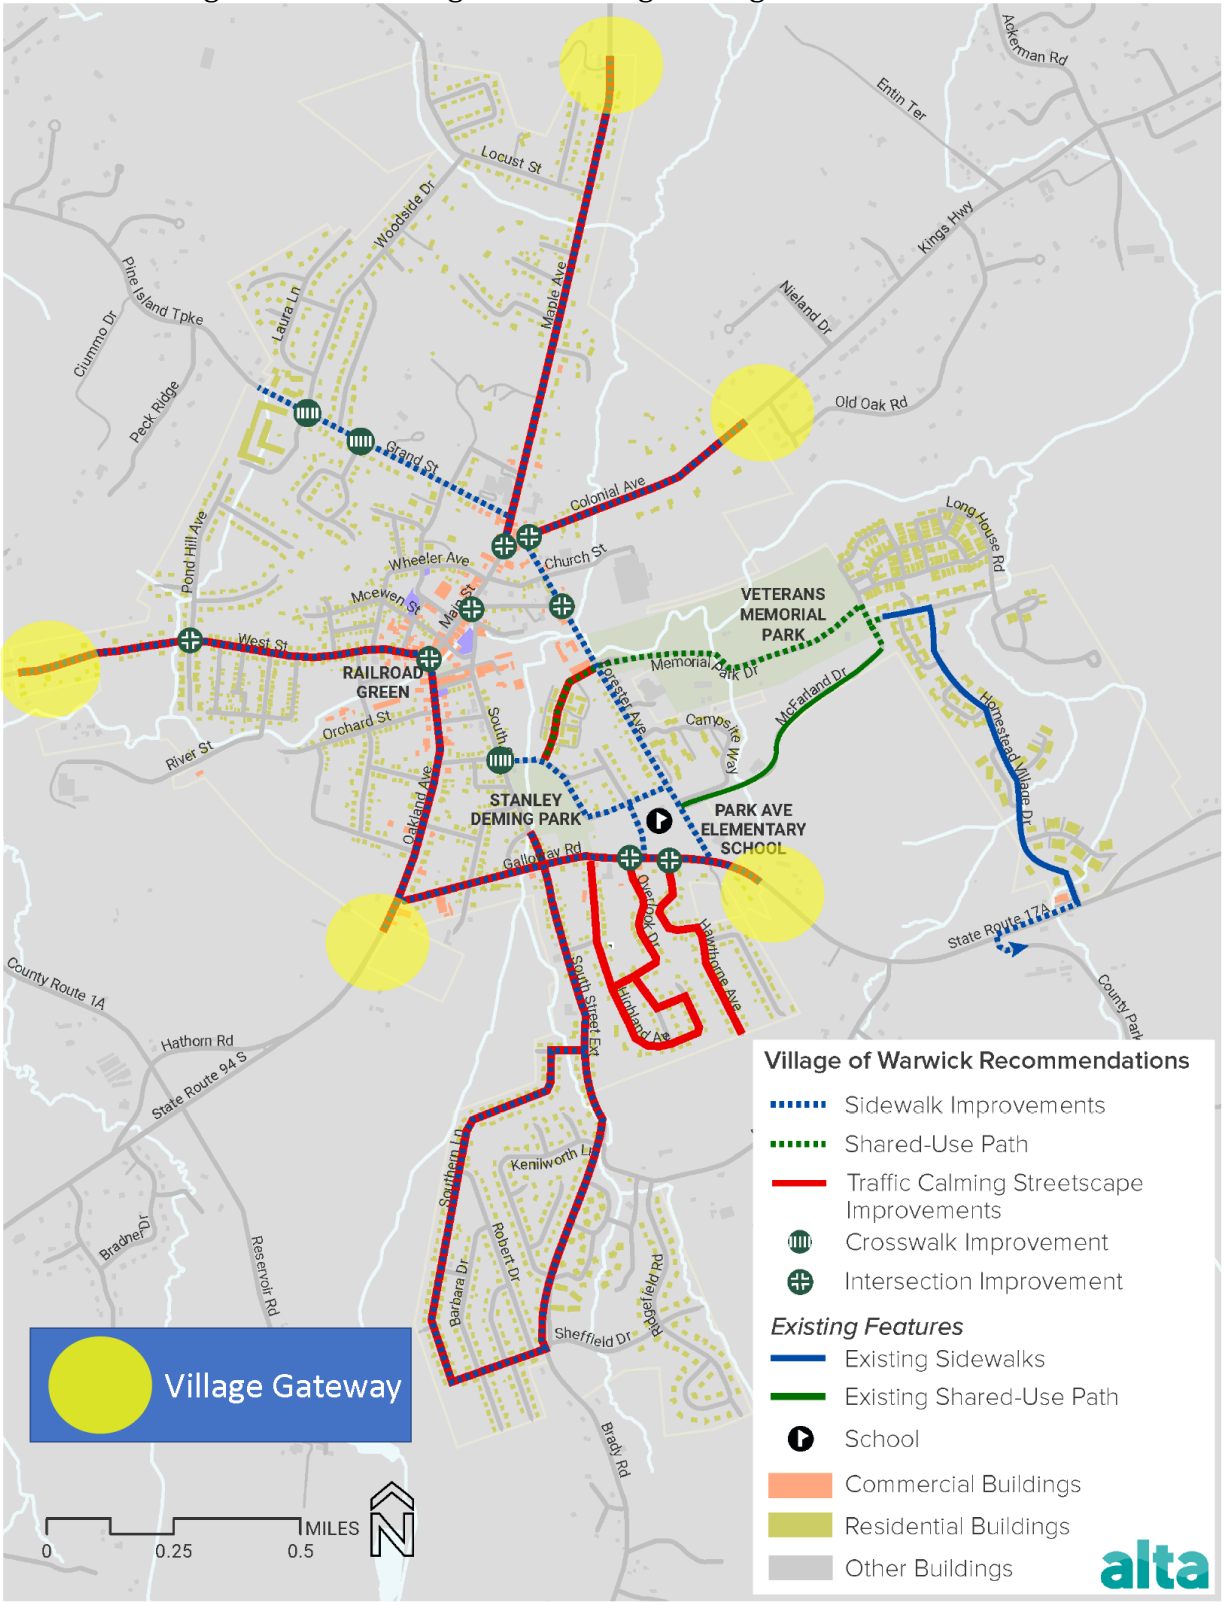 Ackerman Rd
Entin Ter
Locust St
Woodside Dr
Kings Hwy
Pine Island Tpke
Laura Ln
Maple Ave
Nieland Dr
Ciummo Dr
Peck Ridge
Old Oak Rd
Grand St
Colonial Ave
Long House Rd
Pond Hill Ave
Wheeler Ave
Church St
Mcewen St
Main St
VETERANS
MEMORIAL
PARK
West St
RAILROAD
GREEN
Memorial Park Dr
Forester Ave
McFarland Dr
Orchard St
South
Campsite Way
Homestead Village Dr
River St
Oakland Ave
STANLEY
DEMING PARK
PARK AVE
ELEMENTARY
SCHOOL
Galloway Rd
Overlook Dr
Hawthorne Ave
State Route 17A
County Route 1A
South Street Ext
Highland Ave
County Park
Hathorn Rd
State Route 94 S
Southern Ln
Kenilworth Ln
Bradner Dr
Reservoir Rd
Robert Dr
Barbara Dr
Ridgefield Rd
Sheffield Dr
Brady Rd
Village of Warwick Recommendations
Sidewalk Improvements
Shared-Use Path
Traffic Calming Streetscape
Improvements
Crosswalk Improvement
Intersection Improvement
Existing Features
Existing Sidewalks
Existing Shared-Use Path
School
Commercial Buildings
Residential Buildings
Other Buildings
alta
Village Gateway
MILES
0 0.25 0.5
N